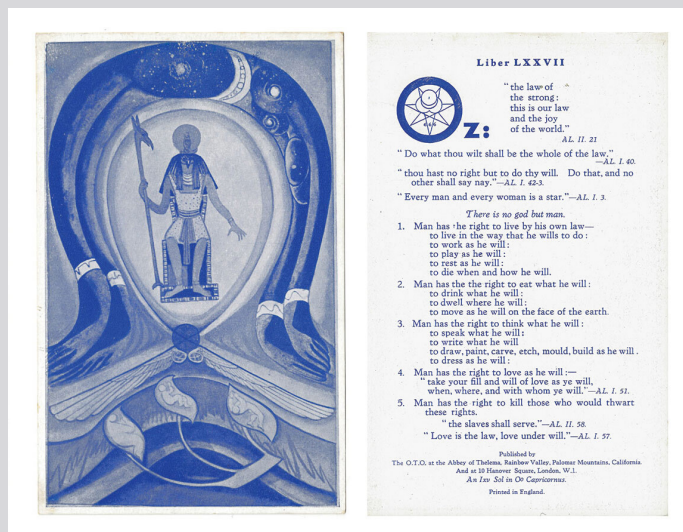 Liber LXXVII
Oz:
"the law of
the strong:
this is our law
and the joy
of the world."
AL. II. 21
"Do what thou wilt shall be the whole of the law."
—AL. I. 40.
"thou hast no right but to do thy will. Do that, and no
other shall say nay."—AL. I. 42-3.
"Every man and every woman is a star."—AL. I. 3.
There is no god but man.
1. Man has the right to live by his own law—
to live in the way that he wills to do:
to work as he will:
to play as he will:
to rest as he will:
to die when and how he will.
2. Man has the the right to eat what he will:
to drink what he will:
to dwell where he will:
to move as he will on the face of the earth.
3. Man has the right to think what he will:
to speak what he will:
to write what he will
to draw, paint, carve, etch, mould, build as he will.
to dress as he will:
4. Man has the right to love as he will:—
"take your fill and will of love as ye will,
when, where, and with whom ye will."—AL. I. 51.
5. Man has the right to kill those who would thwart
these rights.
"the slaves shall serve."—AL. II. 58.
"Love is the law, love under will."—AL. I. 57.
Published by
The O.T.O. at the Abbey of Thelema, Rainbow Valley, Palomar Mountains, California.
And at 10 Hanover Square, London, W.1.
An Ixv Sol in O° Capricornus.
Printed in England.